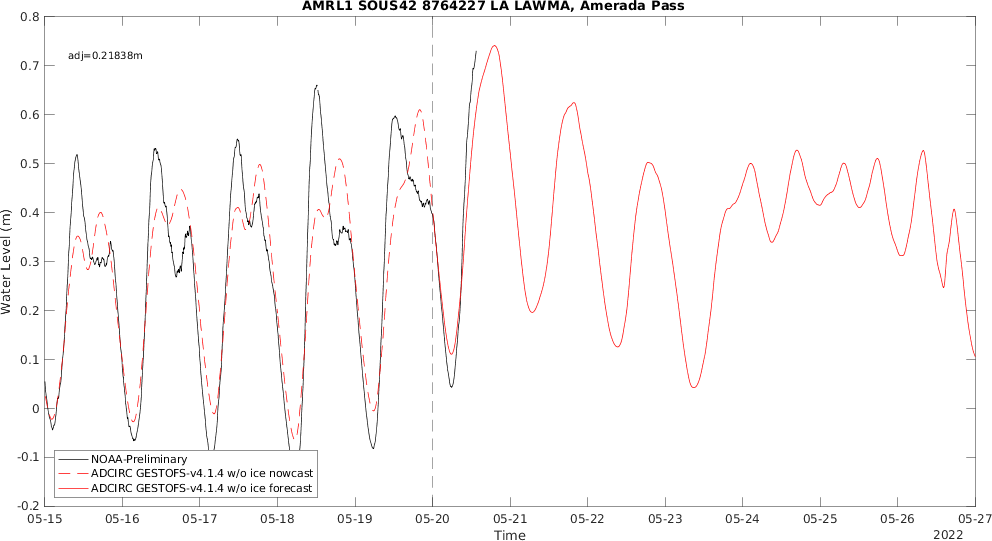 AMRL1 SOUS42 8764227 LA LAWMA, Amerada Pass
0.8
adj=0.21838m
0.7
0.6
0.5
0.4
0.3
0.2
0.1
0
-0.1
-0.2
Water Level (m)
NOAA-Preliminary
ADCIRC GESTOFS-v4.1.4 w/o ice nowcast
ADCIRC GESTOFS-v4.1.4 w/o ice forecast
05-15 05-16 05-17 05-18 05-19 05-20 05-21 05-22 05-23 05-24 05-25 05-26 05-27
Time
2022